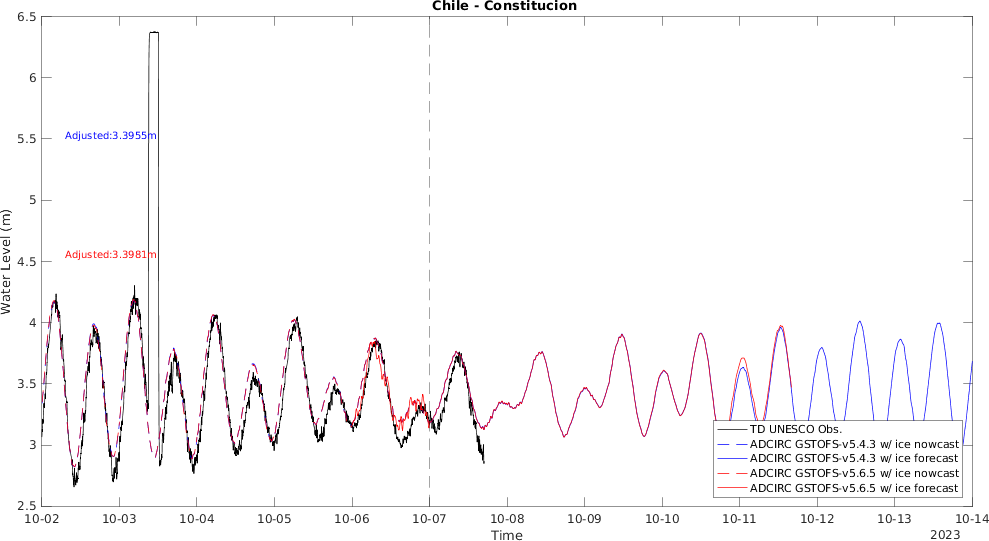 Chile - Constitucion
6.5
6
5.5
5
4.5
4
3.5
3
2.5
Water Level (m)
Adjusted:3.3955m
Adjusted:3.3981m
TD UNESCO Obs.
ADCIRC GSTOFS-v5.4.3 w/ ice nowcast
ADCIRC GSTOFS-v5.4.3 w/ ice forecast
ADCIRC GSTOFS-v5.6.5 w/ ice nowcast
ADCIRC GSTOFS-v5.6.5 w/ ice forecast
10-02 10-03 10-04 10-05 10-06 10-07 10-08 10-09 10-10 10-11 10-12 10-13 10-14
Time
2023